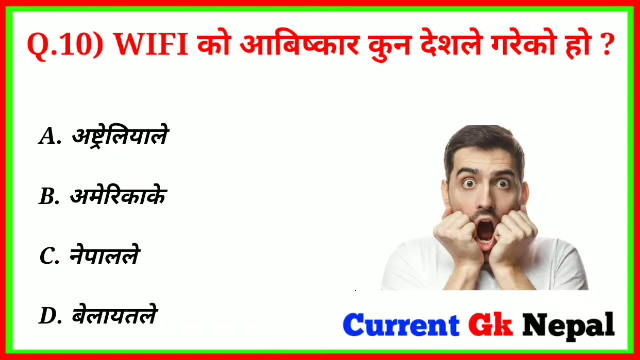 Q.10) WIFI को आबिष्कार कुन देशले गरेको हो ?
A. अष्ट्रेलियाले
B. अमेरिकाके
C. नेपालले
D. बेलायतले
Current Gk Nepal